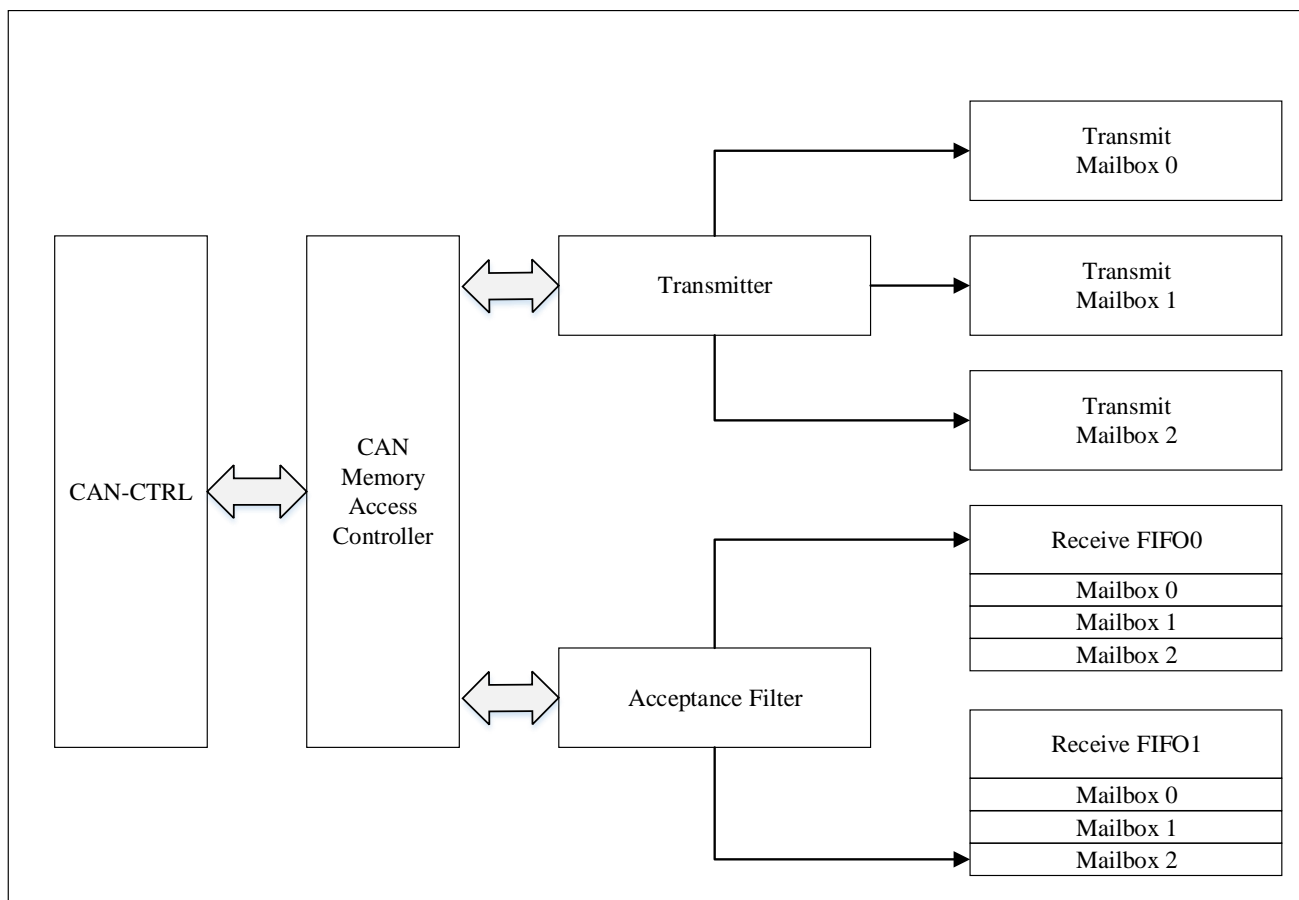 CAN-CTRL
CAN
Memory
Access
Controller
Transmitter
Transmit
Mailbox 0
Transmit
Mailbox 1
Transmit
Mailbox 2
Acceptance Filter
Receive FIFO0
Mailbox 0
Mailbox 1
Mailbox 2
Receive FIFO1
Mailbox 0
Mailbox 1
Mailbox 2